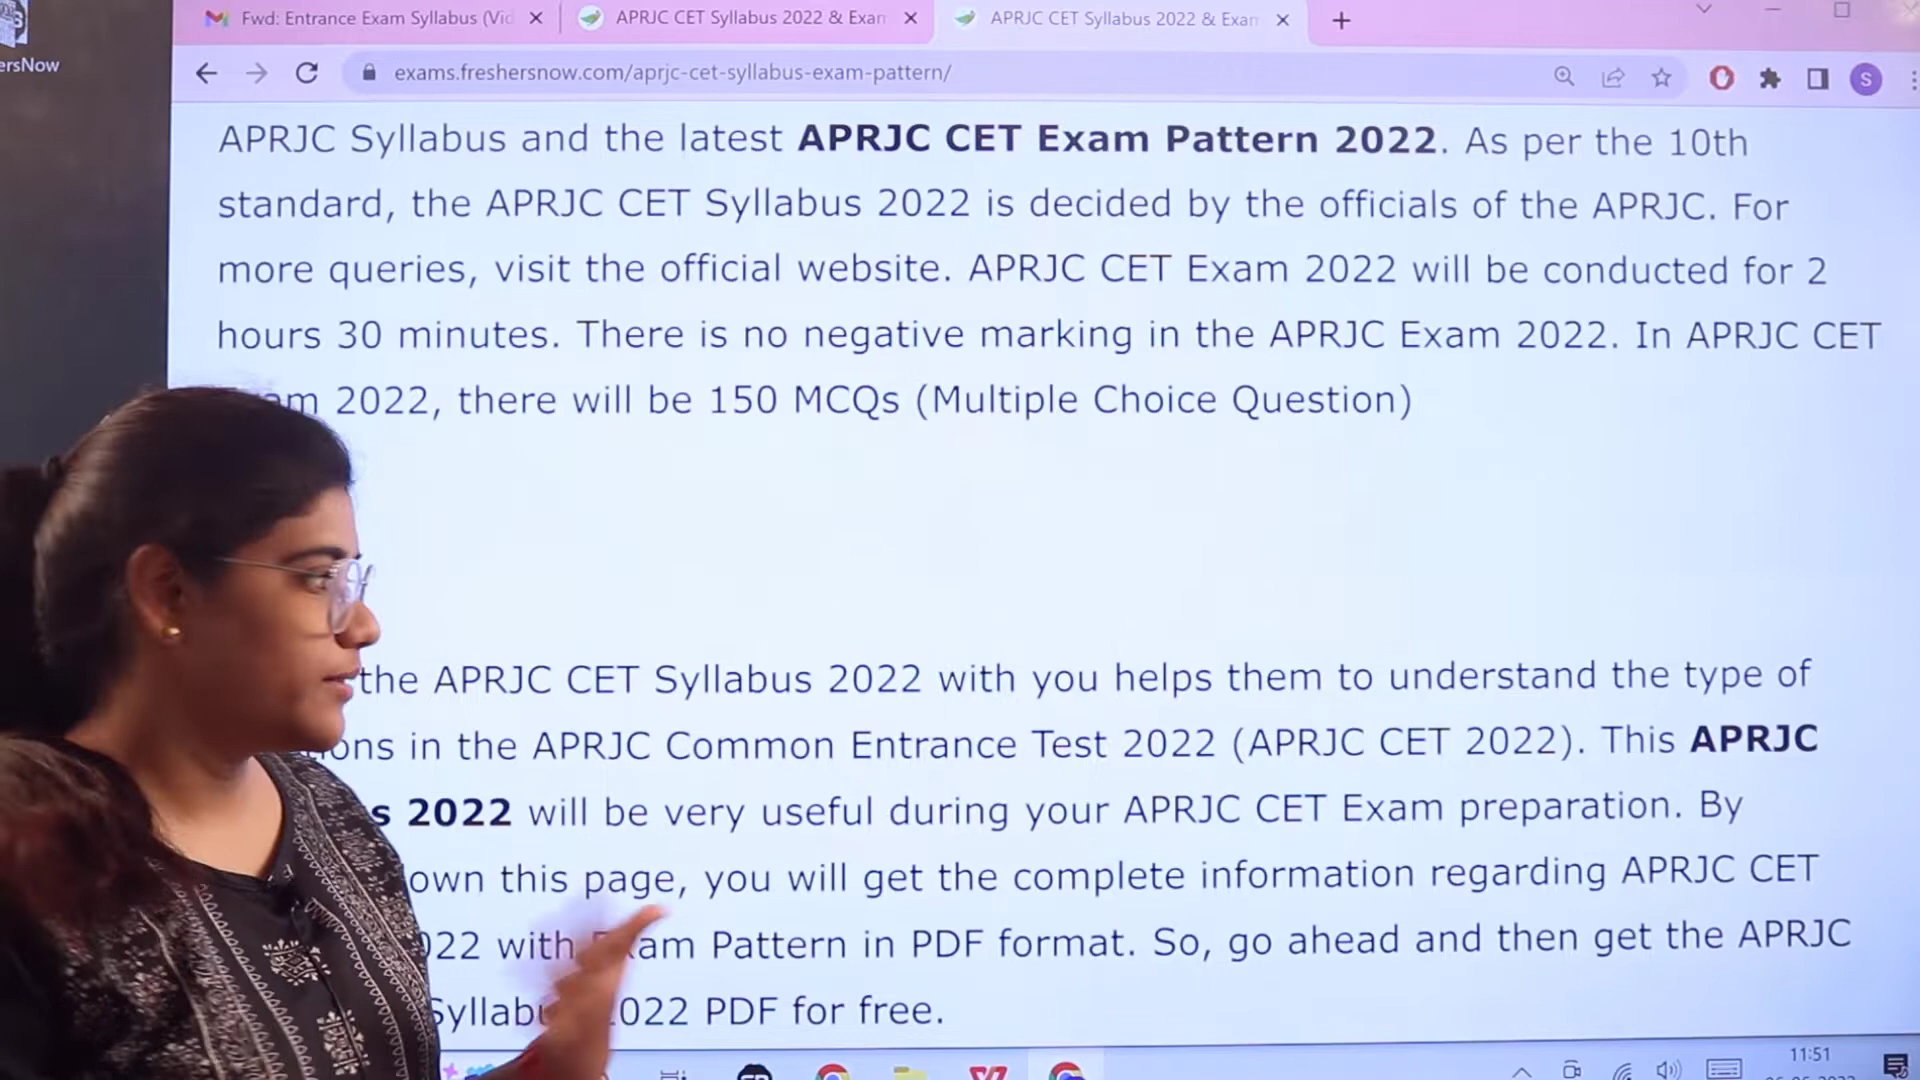 ersNow
Fwd: Entrance Exam Syllabus (Vid
APRJC CET Syllabus 2022 & Exan
APRJC CET Syllabus 2022 & Exan
exams.freshersnow.com/aprjc-cet-syllabus-exam-pattern/
S
APRJC Syllabus and the latest APRJC CET Exam Pattern 2022. As per the 10th
standard, the APRJC CET Syllabus 2022 is decided by the officials of the APRJC. For
more queries, visit the official website. APRJC CET Exam 2022 will be conducted for 2
hours 30 minutes. There is no negative marking in the APRJC Exam 2022. In APRJC CET
am 2022, there will be 150 MCQs (Multiple Choice Question)
the APRJC CET Syllabus 2022 with you helps them to understand the type of
ons in the APRJC Common Entrance Test 2022 (APRJC CET 2022). This APRJC
s 2022 will be very useful during your APRJC CET Exam preparation. By
own this page, you will get the complete information regarding APRJC CET
022 with Exam Pattern in PDF format. So, go ahead and then get the APRJC
Syllabu 2022 PDF for free.
11:51